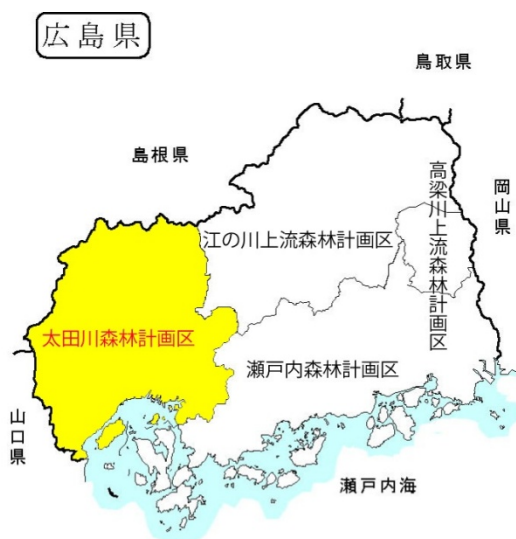 広島県
鳥取県
島根県
岡山県
高梁川上流森林計画区
江の川上流森林計画区
太田川森林計画区
瀬戸内森林計画区
山口県
瀬戸内海